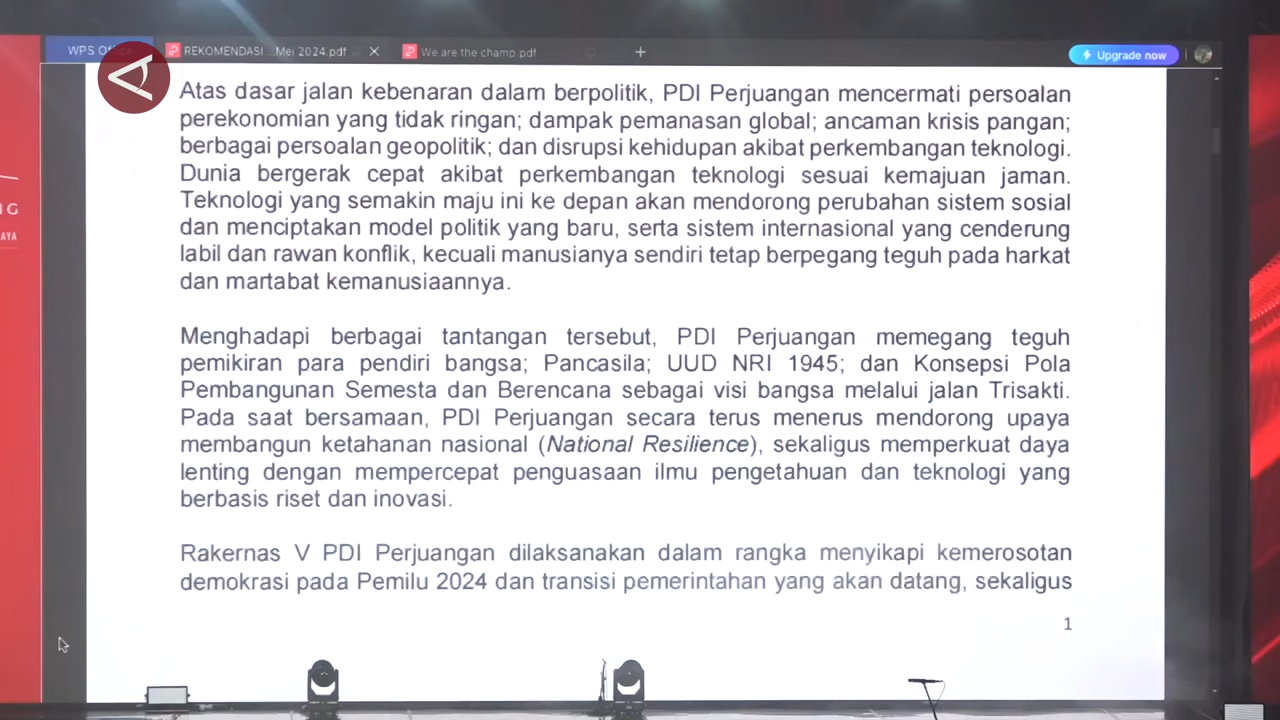 WPS Office
REKOMENDASI ...Mei 2024.pdf
We are the champ.pdf
Upgrade now
Atas dasar jalan kebenaran dalam berpolitik, PDI Perjuangan mencermati persoalan
perekonomian yang tidak ringan; dampak pemanasan global; ancaman krisis pangan;
berbagai persoalan geopolitik; dan disrupsi kehidupan akibat perkembangan teknologi.
Dunia bergerak cepat akibat perkembangan teknologi sesuai kemajuan jaman.
Teknologi yang semakin maju ini ke depan akan mendorong perubahan sistem sosial
dan menciptakan model politik yang baru, serta sistem internasional yang cenderung
labil dan rawan konflik, kecuali manusianya sendiri tetap berpegang teguh pada harkat
dan martabat kemanusiaannya.
Menghadapi berbagai tantangan tersebut, PDI Perjuangan memegang teguh
pemikiran para pendiri bangsa; Pancasila; UUD NRI 1945; dan Konsepsi Pola
Pembangunan Semesta dan Berencana sebagai visi bangsa melalui jalan Trisakti.
Pada saat bersamaan, PDI Perjuangan secara terus menerus mendorong upaya
membangun ketahanan nasional (National Resilience), sekaligus memperkuat daya
lenting dengan mempercepat penguasaan ilmu pengetahuan dan teknologi yang
berbasis riset dan inovasi.
Rakernas V PDI Perjuangan dilaksanakan dalam rangka menyikapi kemerosotan
demokrasi pada Pemilu 2024 dan transisi pemerintahan yang akan datang, sekaligus
1